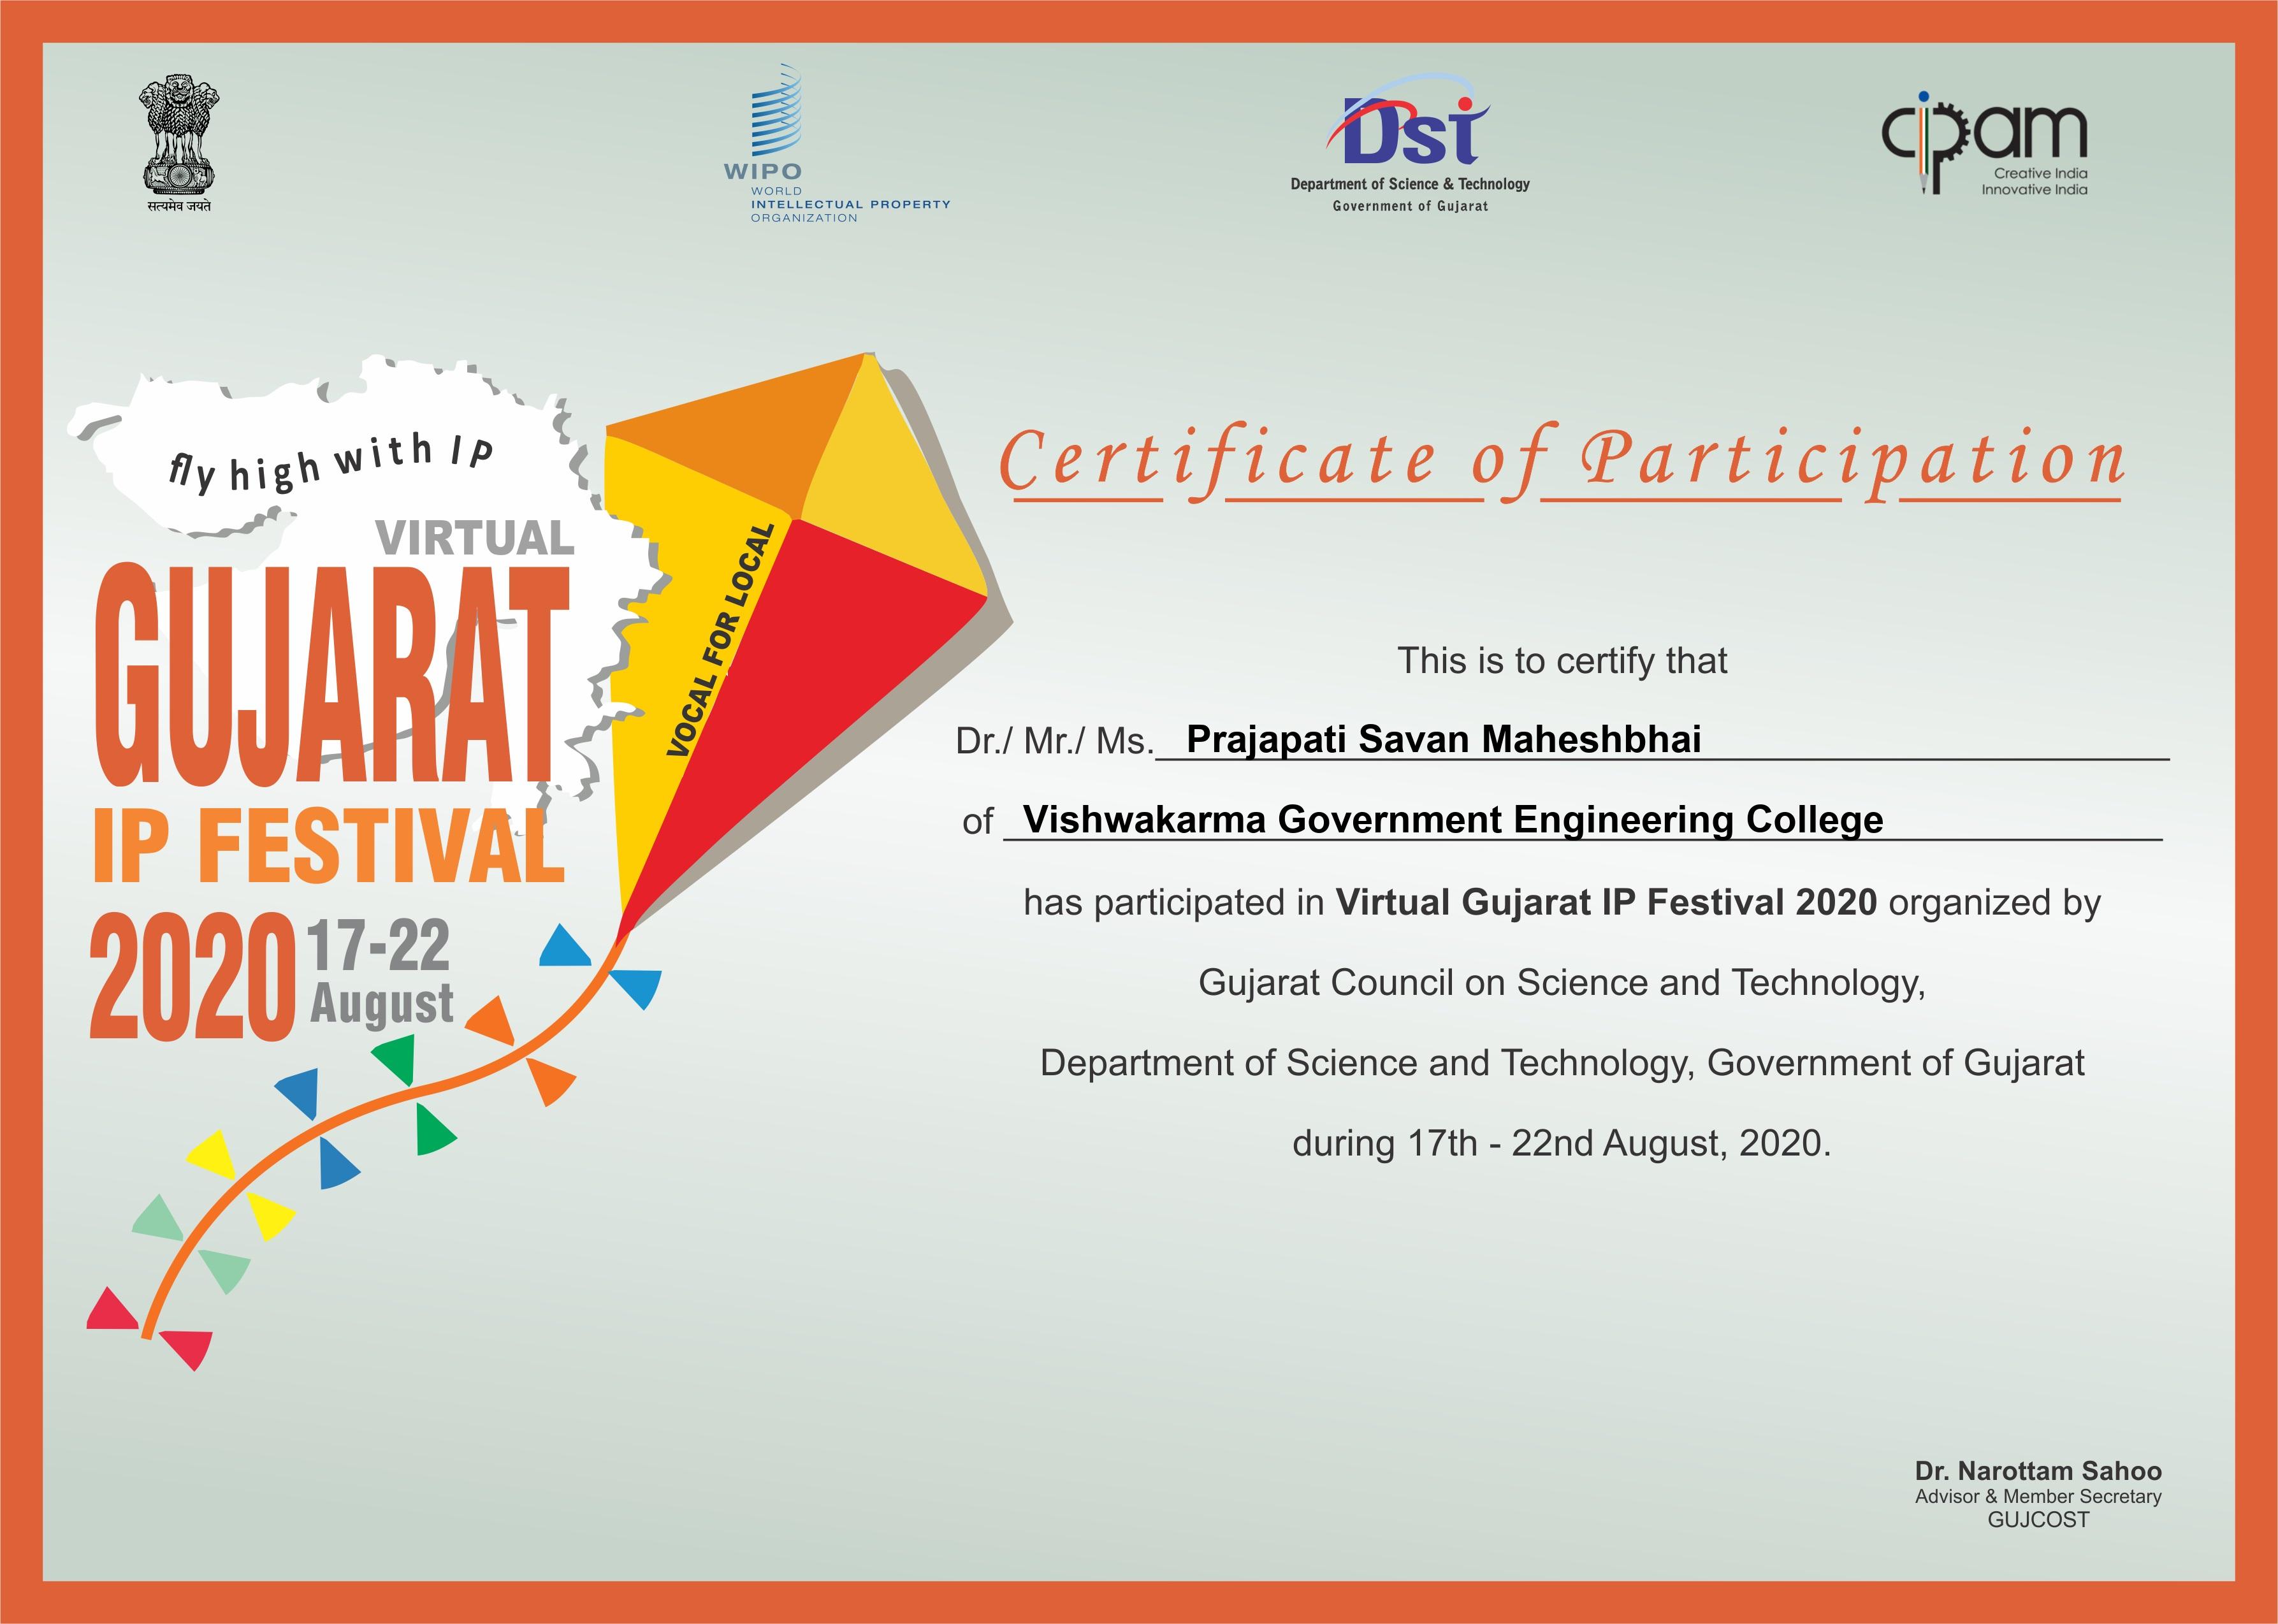 सत्यमेव जयते
WIPO
WORLD
INTELLECTUAL PROPERTY
ORGANIZATION
Dst
Department of Science & Technology
Government of Gujarat
cipam
Creative India
Innovative India
fly high with IP
VIRTUAL
GUJARAT
IP FESTIVAL
2020
17-22
August
VOCAL FOR LOCAL
Certificate of Participation
This is to certify that
Dr./ Mr./ Ms. Prajapati Savan Maheshbhai
of Vishwakarma Government Engineering College
has participated in Virtual Gujarat IP Festival 2020 organized by
Gujarat Council on Science and Technology,
Department of Science and Technology, Government of Gujarat
during 17th - 22nd August, 2020.
Dr. Narottam Sahoo
Advisor & Member Secretary
GUJCOST